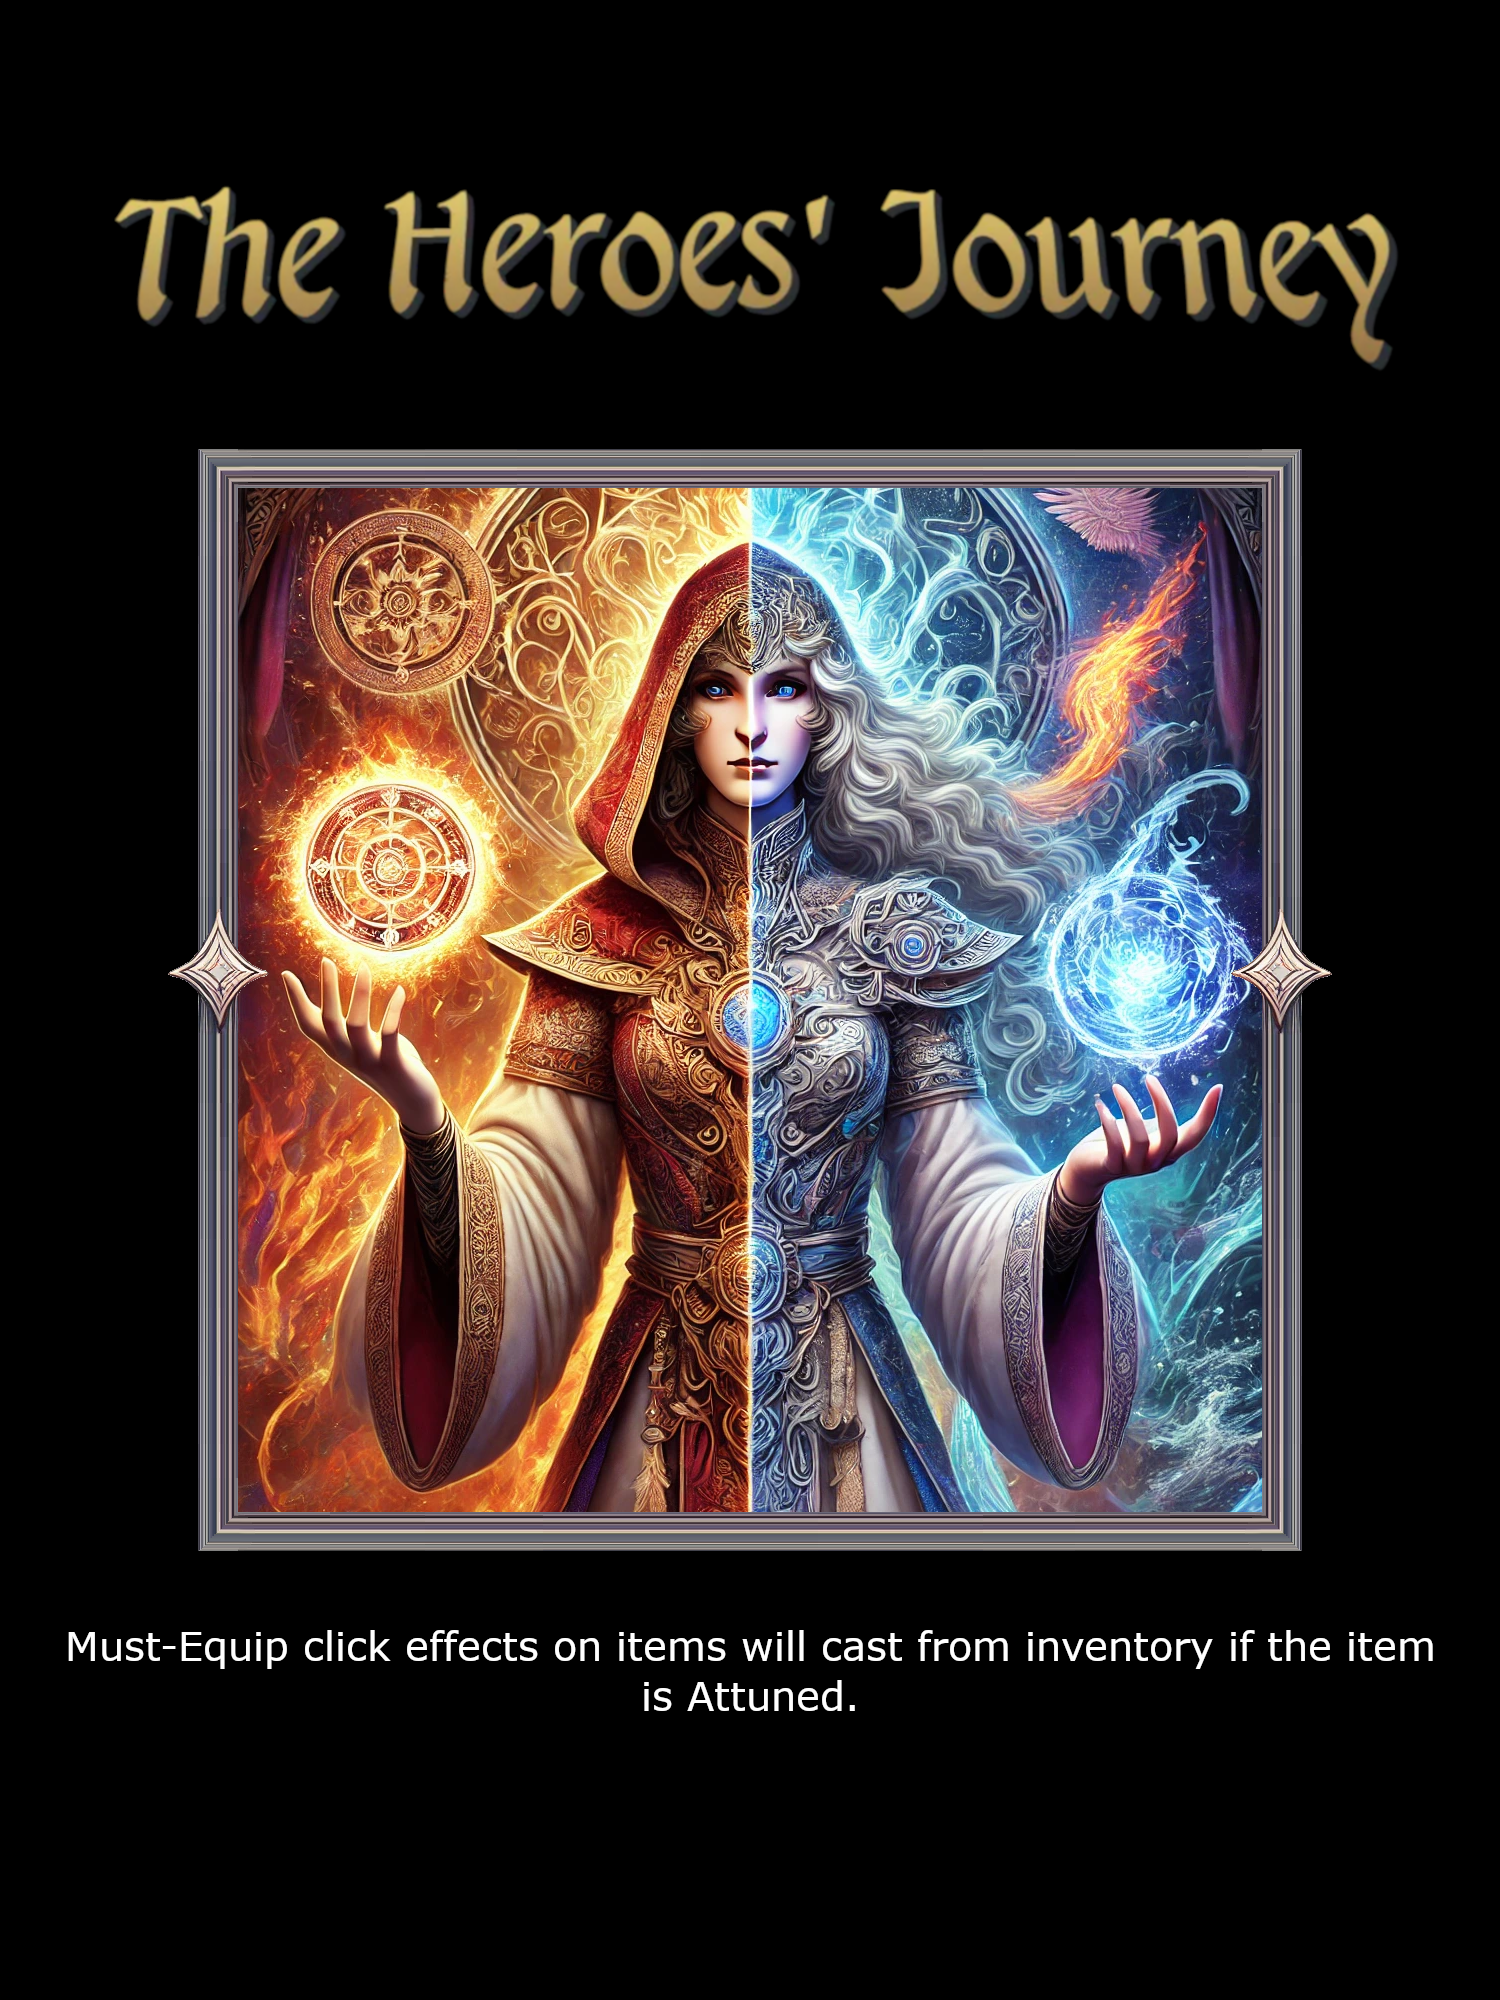 The Heroes' Journey
Must-Equip click effects on items will cast from inventory if the item
is Attuned.